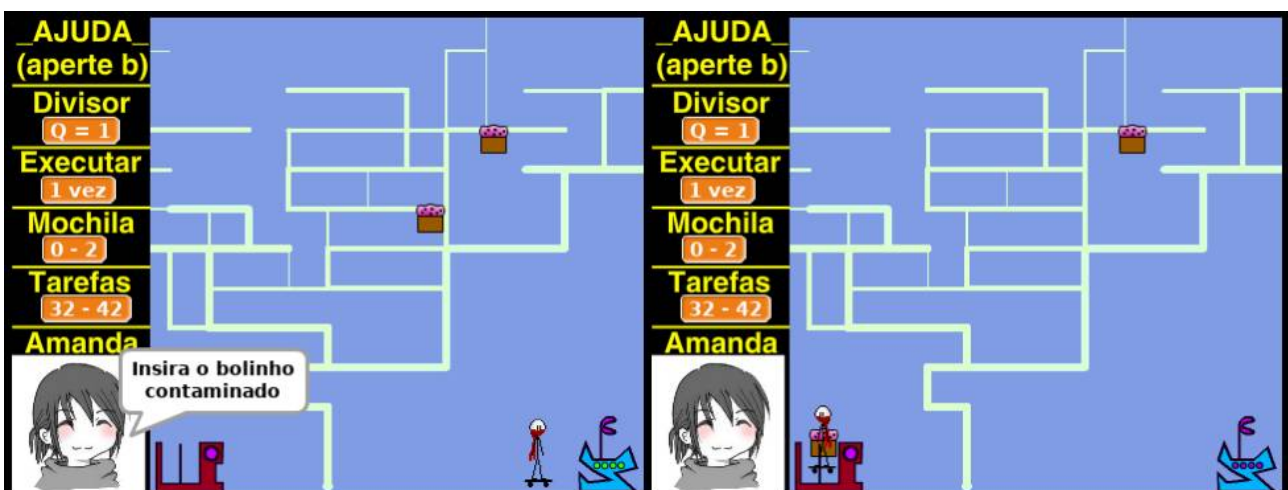 _AJUDA_
(aperte b)
Divisor
Q = 1
Executar
1 vez
Mochila
0 - 2
Tarefas
32 - 42
Amanda
Insira o bolinho
contaminado
_AJUDA_
(aperte b)
Divisor
Q = 1
Executar
1 vez
Mochila
0 - 2
Tarefas
32 - 42
Amanda